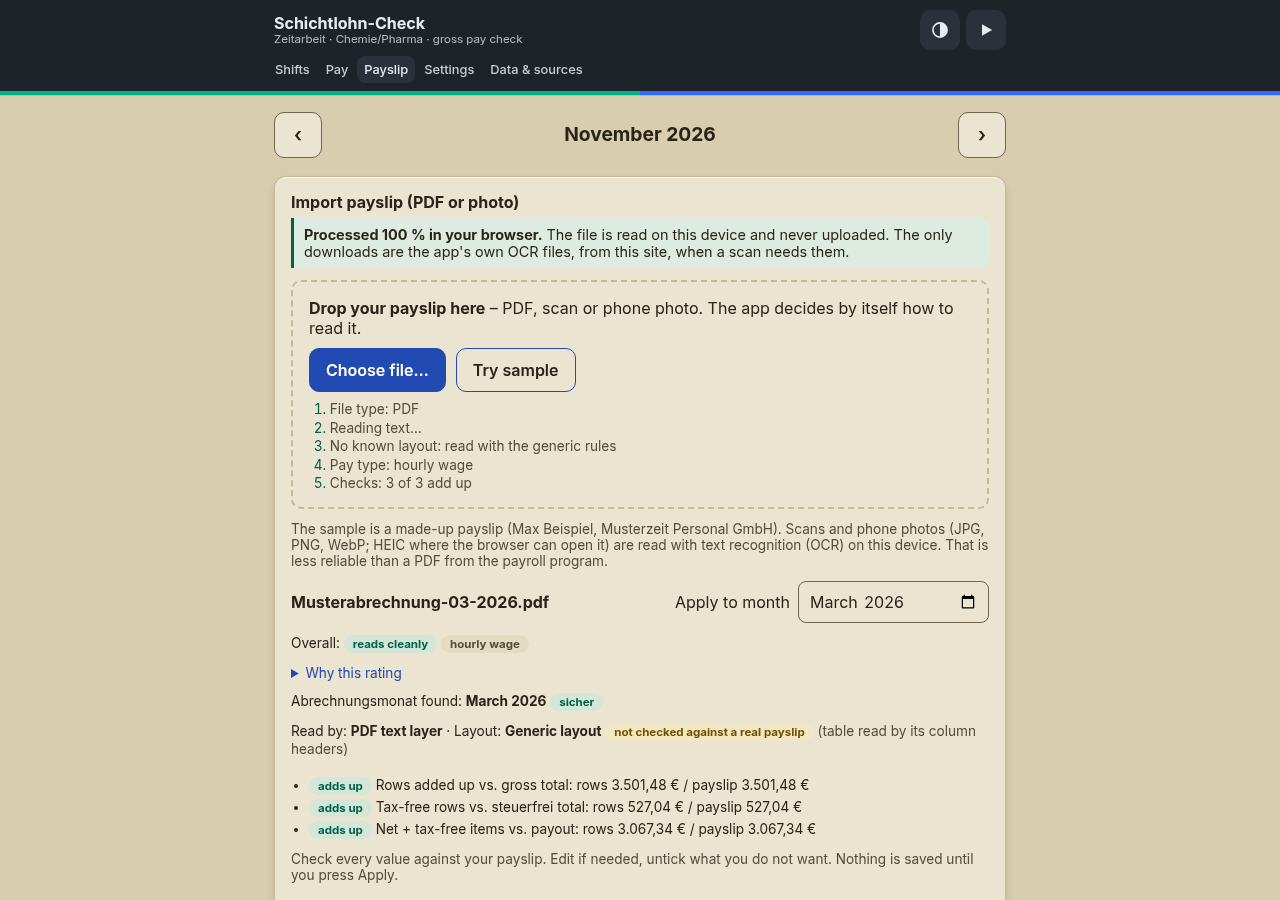 Schichtlohn-Check
Zeitarbeit · Chemie/Pharma · gross pay check
Shifts Pay Payslip Settings Data & sources
‹ November 2026 ›
Import payslip (PDF or photo)
Processed 100 % in your browser. The file is read on this device and never uploaded. The only
downloads are the app's own OCR files, from this site, when a scan needs them.
Drop your payslip here – PDF, scan or phone photo. The app decides by itself how to
read it.
Choose file… Try sample
1. File type: PDF
2. Reading text…
3. No known layout: read with the generic rules
4. Pay type: hourly wage
5. Checks: 3 of 3 add up
The sample is a made-up payslip (Max Beispiel, Musterzeit Personal GmbH). Scans and phone photos (JPG,
PNG, WebP; HEIC where the browser can open it) are read with text recognition (OCR) on this device. That is
less reliable than a PDF from the payroll program.
Musterabrechnung-03-2026.pdf Apply to month March 2026
Overall: reads cleanly hourly wage
Why this rating
Abrechnungsmonat found: March 2026 sicher
Read by: PDF text layer · Layout: Generic layout not checked against a real payslip (table read by its column
headers)
• adds up Rows added up vs. gross total: rows 3.501,48 € / payslip 3.501,48 €
• adds up Tax-free rows vs. steuerfrei total: rows 527,04 € / payslip 527,04 €
• adds up Net + tax-free items vs. payout: rows 3.067,34 € / payslip 3.067,34 €
Check every value against your payslip. Edit if needed, untick what you do not want. Nothing is saved until
you press Apply.